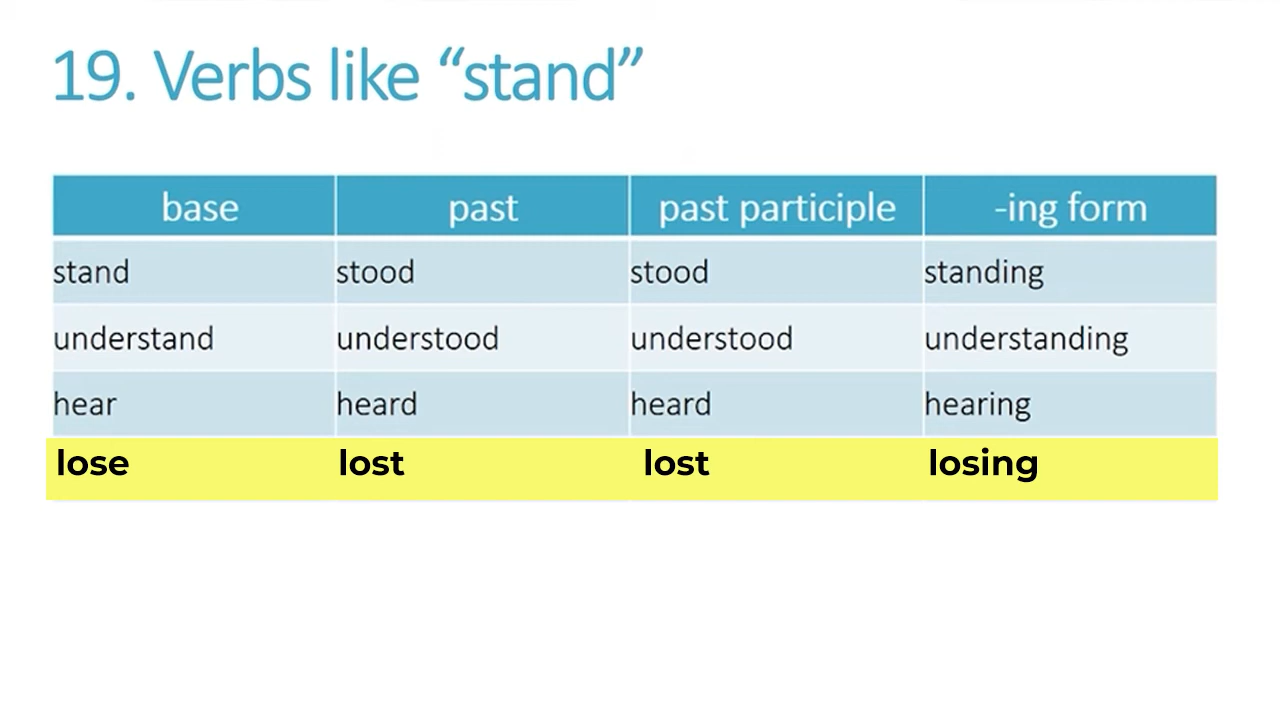 19. Verbs like “stand”
base past past participle -ing form
stand stood stood standing
understand understood understood understanding
hear heard heard hearing
lose lost lost losing